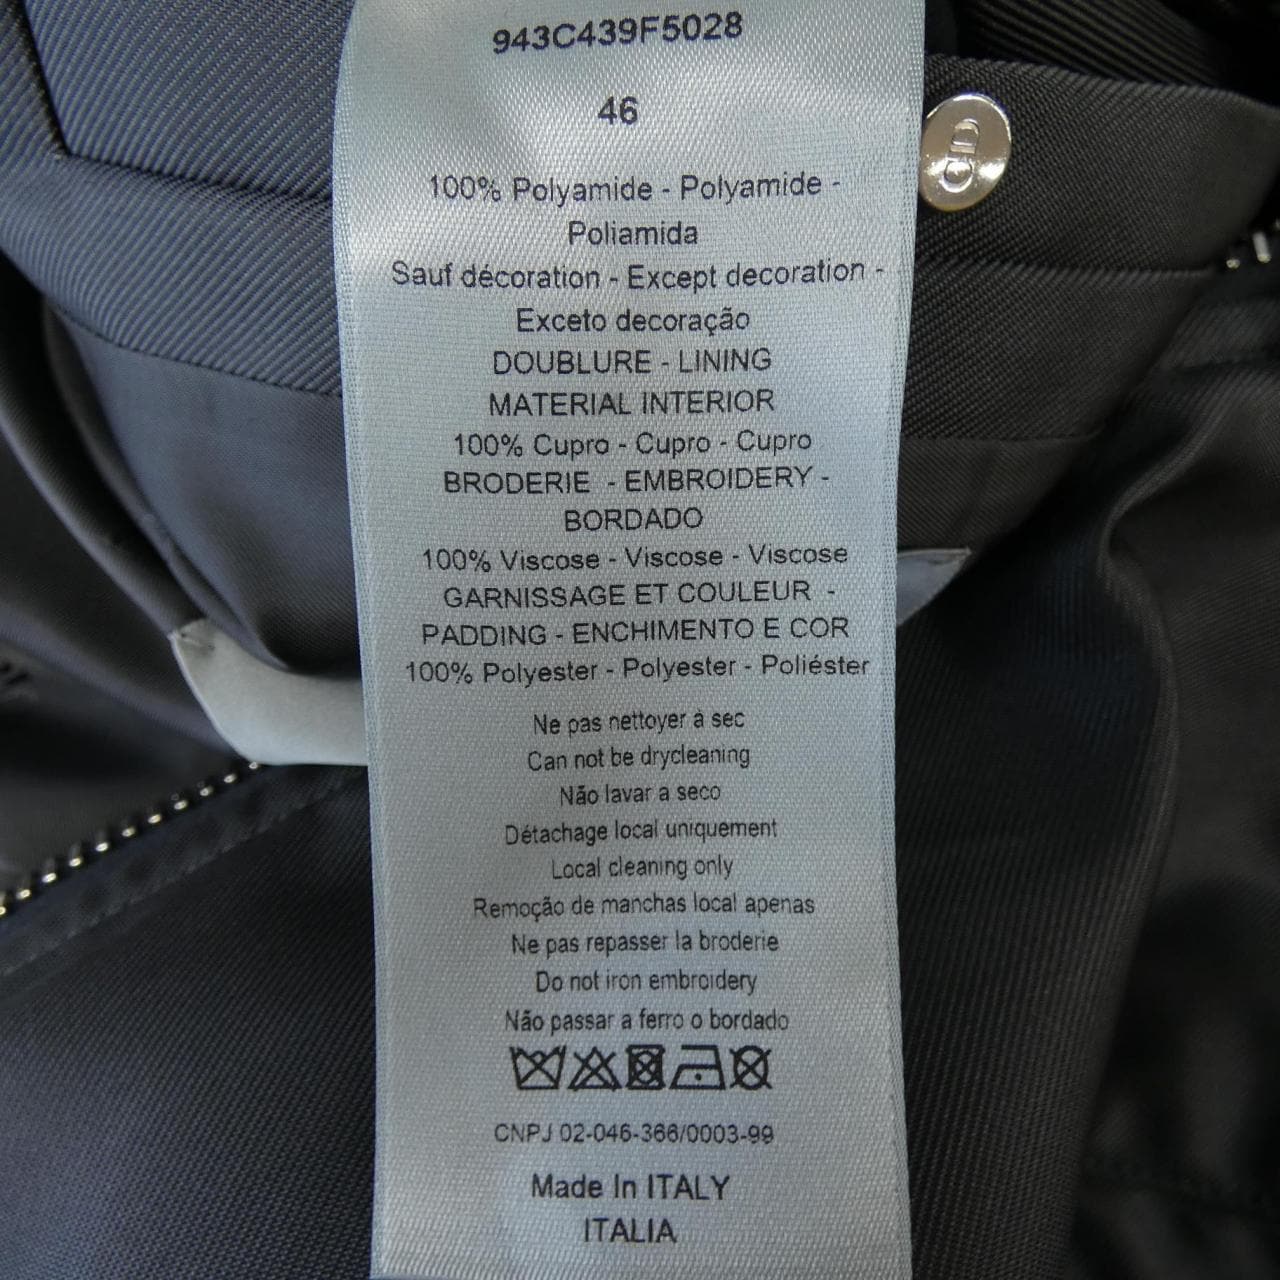 943C439F5028
46
CD
100% Polyamide - Polyamide -
Poliamida
Sauf décoration - Except decoration -
Exceto decoração
DOUBLURE - LINING
MATERIAL INTERIOR
100% Cupro - Cupro - Cupro
BRODERIE - EMBROIDERY -
BORDADO
100% Viscose - Viscose - Viscose
GARNISSAGE ET COULEUR -
PADDING - ENCHIMENTO E COR
100% Polyester - Polyester - Poliéster
Ne pas nettoyer à sec
Can not be drycleaning
Não lavar a seco
Détachage local uniquement
Local cleaning only
Remoção de manchas local apenas
Ne pas repasser la broderie
Do not iron embroidery
Não passar a ferro o bordado
CNPJ 02-046-366/0003-99
Made In ITALY
ITALIA